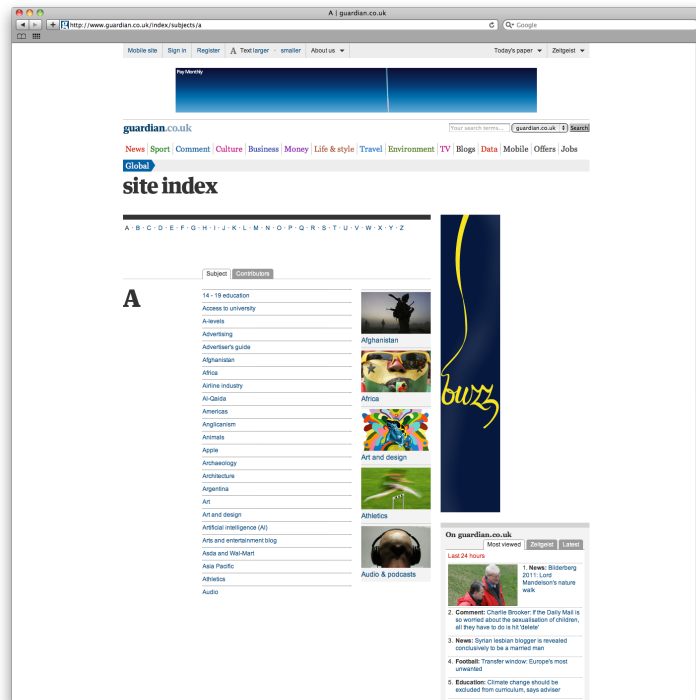 A | guardian.co.uk
http://www.guardian.co.uk/index/subjects/a
Google
Mobile site Sign in Register A Text larger · smaller About us Today's paper Zeitgeist
Pay Monthly
guardian.co.uk
Your search terms... guardian.co.uk Search
News Sport Comment Culture Business Money Life & style Travel Environment TV Blogs Data Mobile Offers Jobs
Global
site index
A · B · C · D · E · F · G · H · I · J · K · L · M · N · O · P · Q · R · S · T · U · V · W · X · Y · Z
Subject Contributors
A
14 - 19 education
Access to university
A-levels
Advertising
Advertiser's guide
Afghanistan
Africa
Airline industry
Al-Qaida
Americas
Anglicanism
Animals
Apple
Archaeology
Architecture
Argentina
Art
Art and design
Artificial intelligence (AI)
Arts and entertainment blog
Asda and Wal-Mart
Asia Pacific
Athletics
Audio
Afghanistan
Africa
Art and design
Athletics
Audio & podcasts
buzz
On guardian.co.uk
Most viewed Zeitgeist Latest
Last 24 hours
1. News: Bilderberg
2011: Lord
Mandelson's nature
walk
2. Comment: Charlie Brooker: If the Daily Mail is
so worried about the sexualisation of children,
all they have to do is hit 'delete'
3. News: Syrian lesbian blogger is revealed
conclusively to be a married man
4. Football: Transfer window: Europe's most
unwanted
5. Education: Climate change should be
excluded from curriculum, says adviser